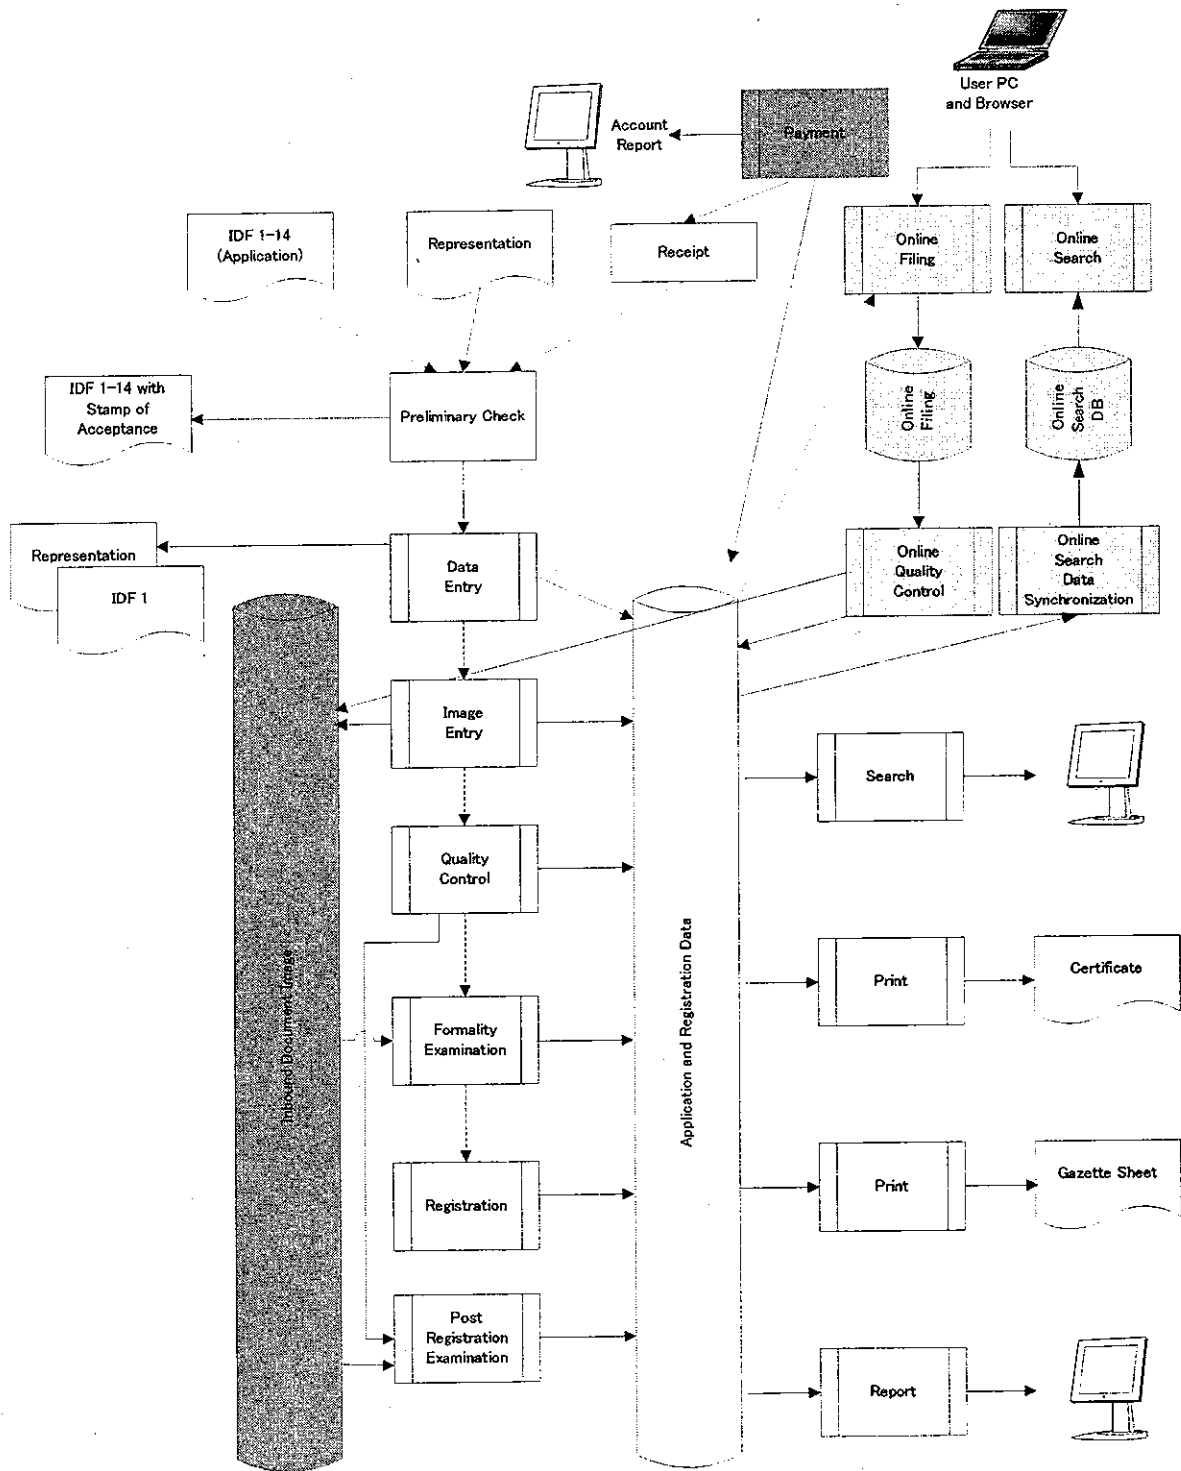 User PC
and Browser
Account
Report
Payment
IDF 1-14
(Application)
Representation
Receipt
Online
Filing
Online
Search
IDF 1-14 with
Stamp of
Acceptance
Preliminary Check
Online
Filing
Online
Search
DB
Representation
IDF 1
Data
Entry
Online
Quality
Control
Online
Search
Data
Synchronization
Image
Entry
Search
Quality
Control
Inbound Document Image
Application and Registration Data
Print
Certificate
Formality
Examination
Registration
Print
Gazette Sheet
Post
Registration
Examination
Report